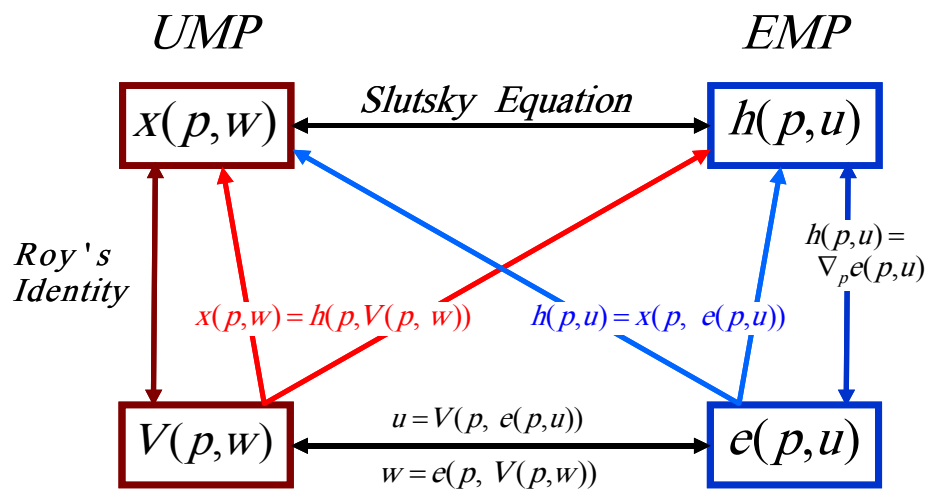 UMP
EMP
x(p,w)
Slutsky Equation
h(p,u)
Roy's
Identity
h(p,u)=
∇ₚe(p,u)
x(p,w)=h(p,V(p, w))
h(p,u)=x(p, e(p,u))
V(p,w)
u=V(p, e(p,u))
w=e(p, V(p,w))
e(p,u)